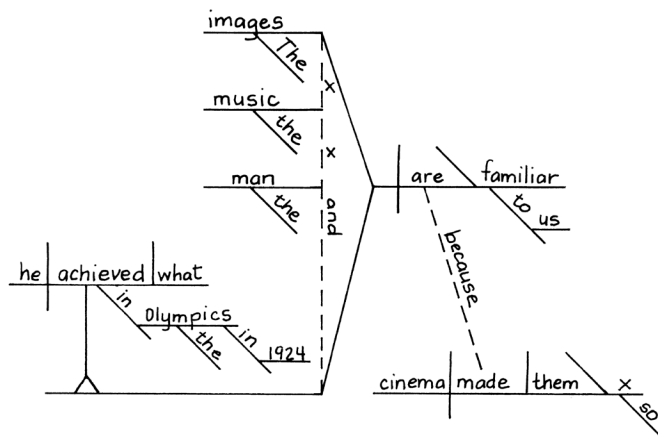 images
The
x
music
the
x
man
the
and
are
familiar
to
us
because
he
achieved
what
in
Olympics
the
in
1924
cinema
made
them
x
so